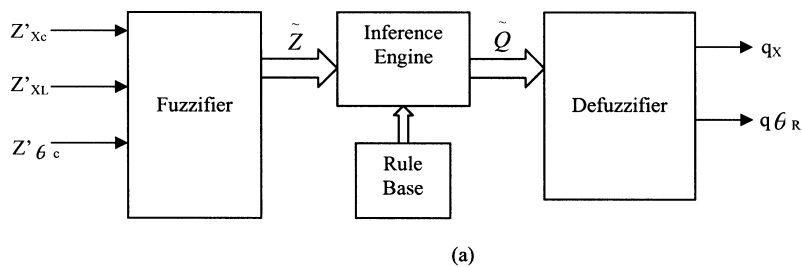 Z'Xc
Z'XL
Z'θc
Fuzzifier
Z̃
Inference
Engine
Rule
Base
Q̃
Defuzzifier
qX
qθR
(a)